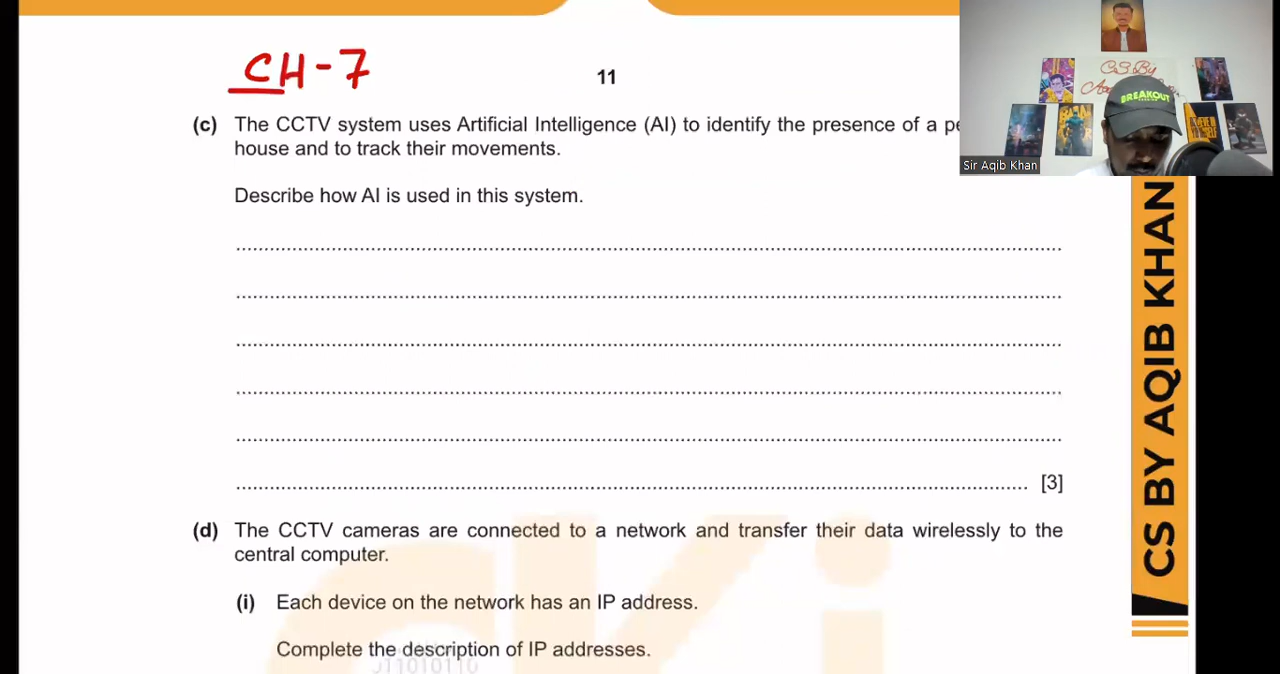 CH-7
11
(c) The CCTV system uses Artificial Intelligence (AI) to identify the presence of a
house and to track their movements.
Describe how AI is used in this system.
[3]
(d) The CCTV cameras are connected to a network and transfer their data wirelessly to the
central computer.
(i) Each device on the network has an IP address.
Complete the description of IP addresses.
CS BY AQIB KHAN
CS By
BREAKOUT
Sir Aqib Khan